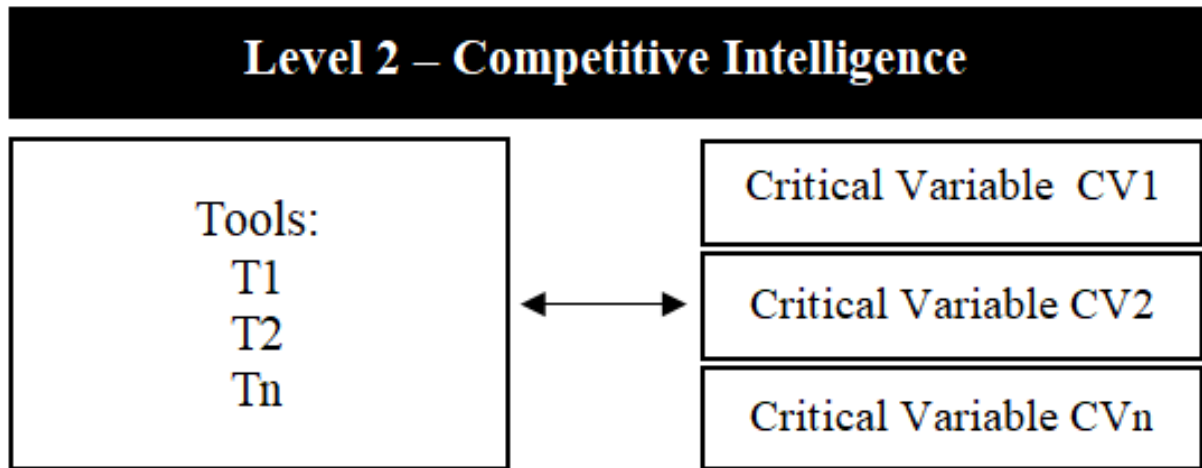 Level 2 – Competitive Intelligence
Tools:
T1
T2
Tn
Critical Variable CV1
Critical Variable CV2
Critical Variable CVn